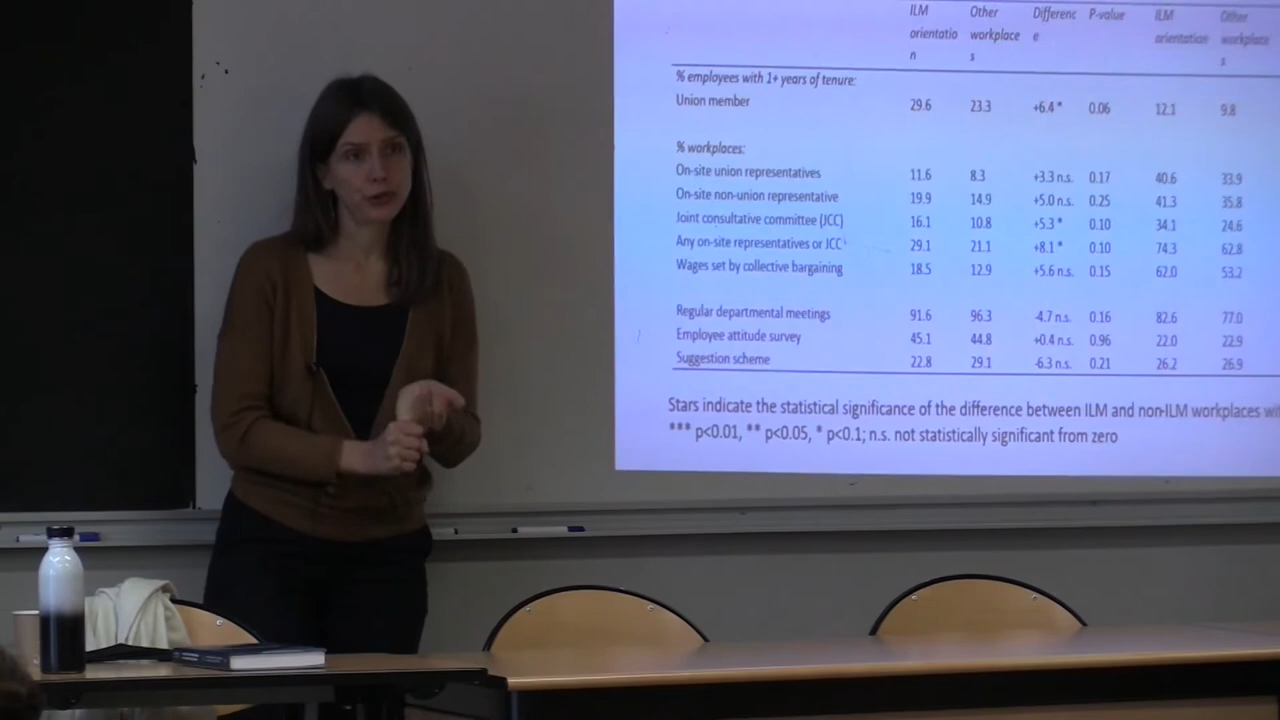 ILM Other Differenc P-value ILM Other
orientatio workplace e orientation workplace
n s s
% employees with 1+ years of tenure:
Union member 29.6 23.3 +6.4 * 0.06 12.1 9.8
% workplaces:
On-site union representatives 11.6 8.3 +3.3 n.s. 0.17 40.6 33.9
On-site non-union representative 19.9 14.9 +5.0 n.s. 0.25 41.3 35.8
Joint consultative committee (JCC) 16.1 10.8 +5.3 * 0.10 34.1 24.6
Any on-site representatives or JCC 29.1 21.1 +8.1 * 0.10 74.3 62.8
Wages set by collective bargaining 18.5 12.9 +5.6 n.s. 0.15 62.0 53.2
Regular departmental meetings 91.6 96.3 -4.7 n.s. 0.16 82.6 77.0
Employee attitude survey 45.1 44.8 +0.4 n.s. 0.96 22.0 22.9
Suggestion scheme 22.8 29.1 -6.3 n.s. 0.21 26.2 26.9
Stars indicate the statistical significance of the difference between ILM and non-ILM workplaces wi
*** p<0.01, ** p<0.05, * p<0.1; n.s. not statistically significant from zero